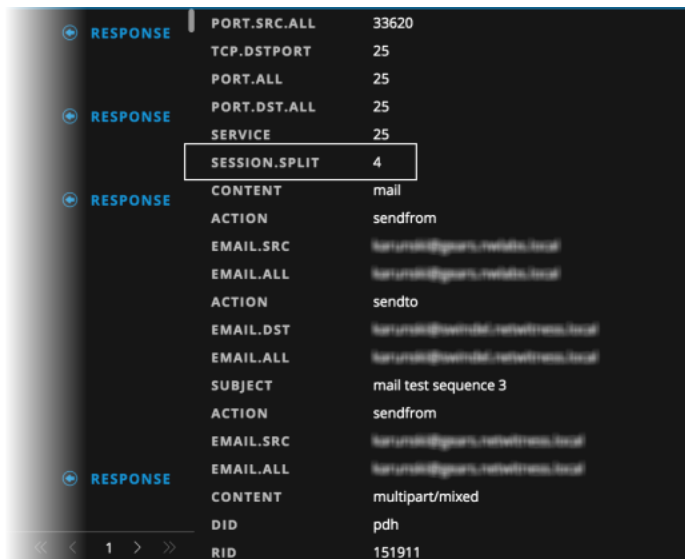 RESPONSE
RESPONSE
RESPONSE
RESPONSE
1
PORT.SRC.ALL 33620
TCP.DSTPORT 25
PORT.ALL 25
PORT.DST.ALL 25
SERVICE 25
SESSION.SPLIT 4
CONTENT mail
ACTION sendfrom
EMAIL.SRC
EMAIL.ALL
ACTION sendto
EMAIL.DST
EMAIL.ALL
SUBJECT mail test sequence 3
ACTION sendfrom
EMAIL.SRC
EMAIL.ALL
CONTENT multipart/mixed
DID pdh
RID 151911